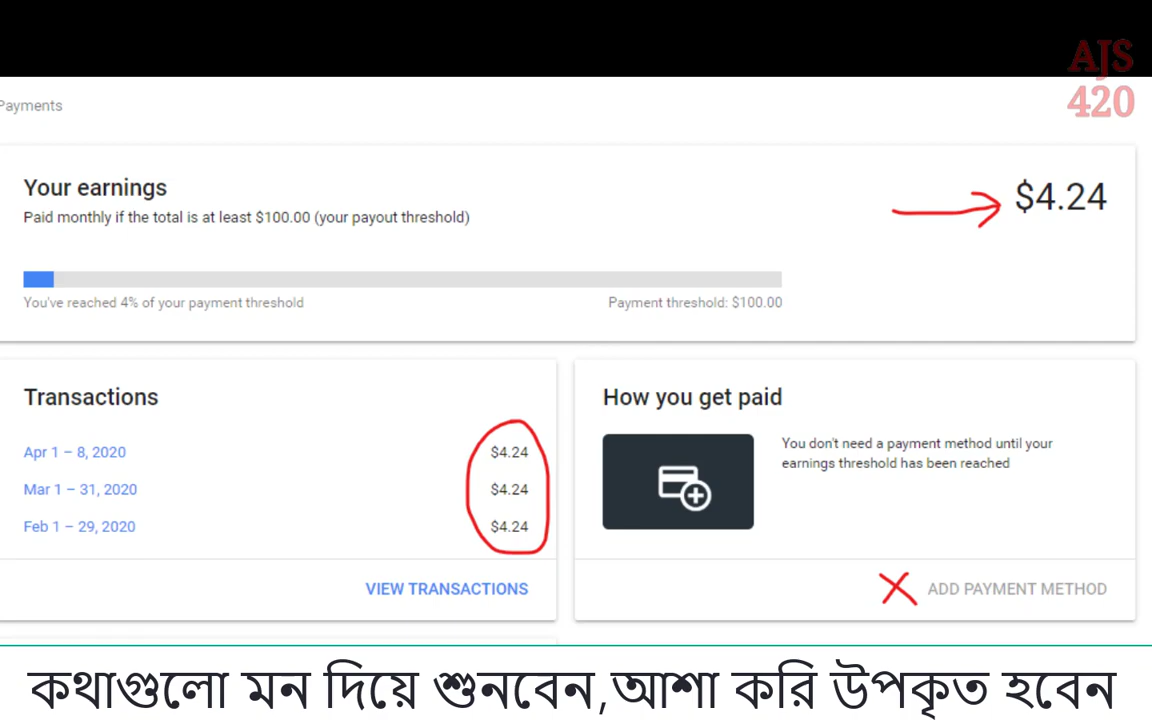 AJS
420
Payments
Your earnings
$4.24
Paid monthly if the total is at least $100.00 (your payout threshold)
You've reached 4% of your payment threshold
Payment threshold: $100.00
Transactions
Apr 1 – 8, 2020 $4.24
Mar 1 – 31, 2020 $4.24
Feb 1 – 29, 2020 $4.24
VIEW TRANSACTIONS
How you get paid
You don't need a payment method until your
earnings threshold has been reached
ADD PAYMENT METHOD
কথাগুলো মন দিয়ে শুনবেন,আশা করি উপকৃত হবেন